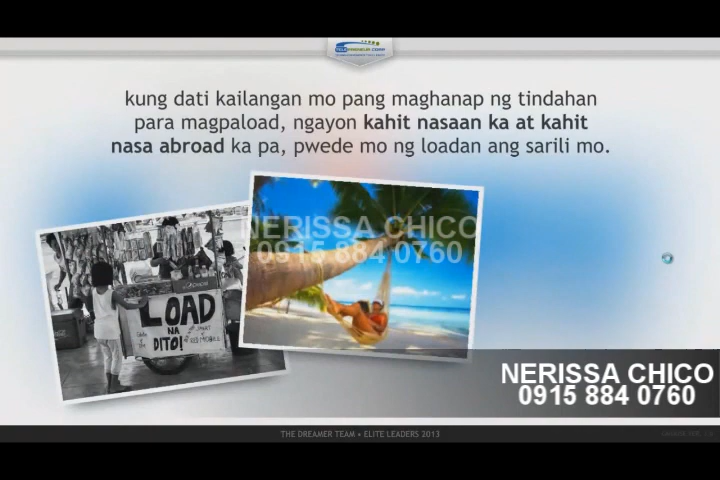 kung dati kailangan mo pang maghanap ng tindahan
para magpaload, ngayon kahit nasaan ka at kahit
nasa abroad ka pa, pwede mo ng loadan ang sarili mo.
NERISSA CHICO
0915 884 0760
LOAD
NA
DITO!
NERISSA CHICO
0915 884 0760
THE DREAMER TEAM • ELITE LEADERS 2013